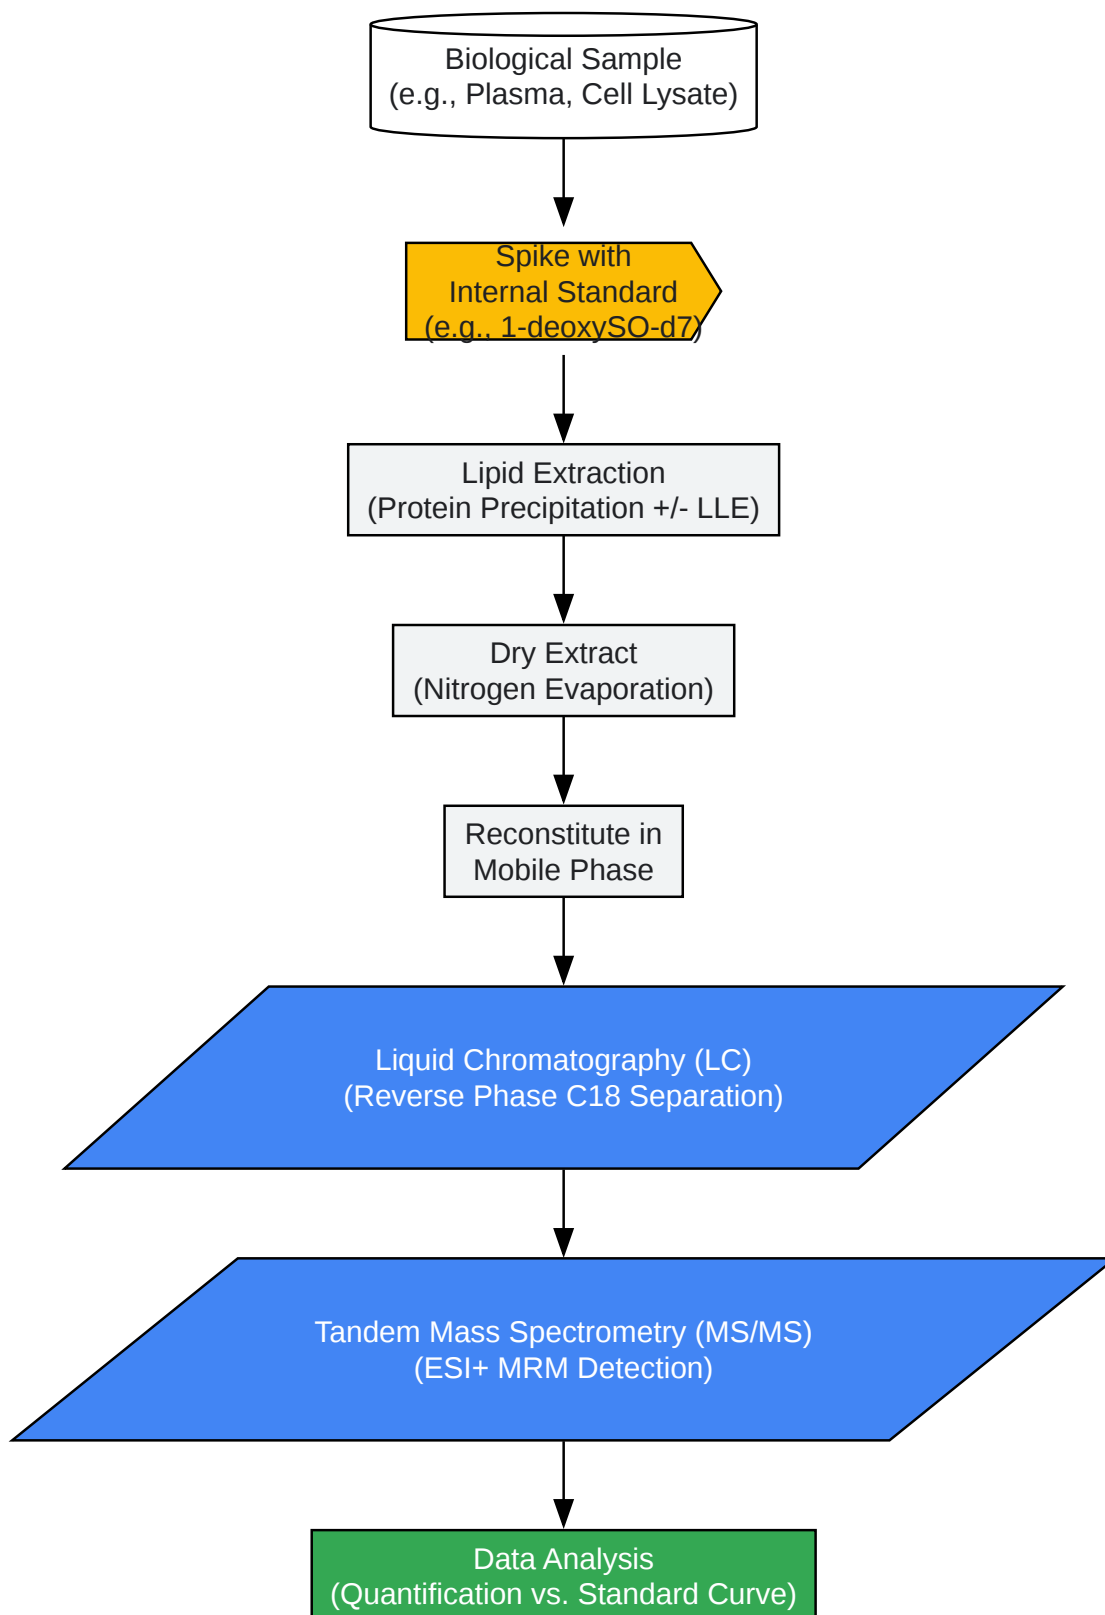 Biological Sample
(e.g., Plasma, Cell Lysate)
Spike with
Internal Standard
(e.g., 1-deoxySO-d7)
Lipid Extraction
(Protein Precipitation +/- LLE)
Dry Extract
(Nitrogen Evaporation)
Reconstitute in
Mobile Phase
Liquid Chromatography (LC)
(Reverse Phase C18 Separation)
Tandem Mass Spectrometry (MS/MS)
(ESI+ MRM Detection)
Data Analysis
(Quantification vs. Standard Curve)